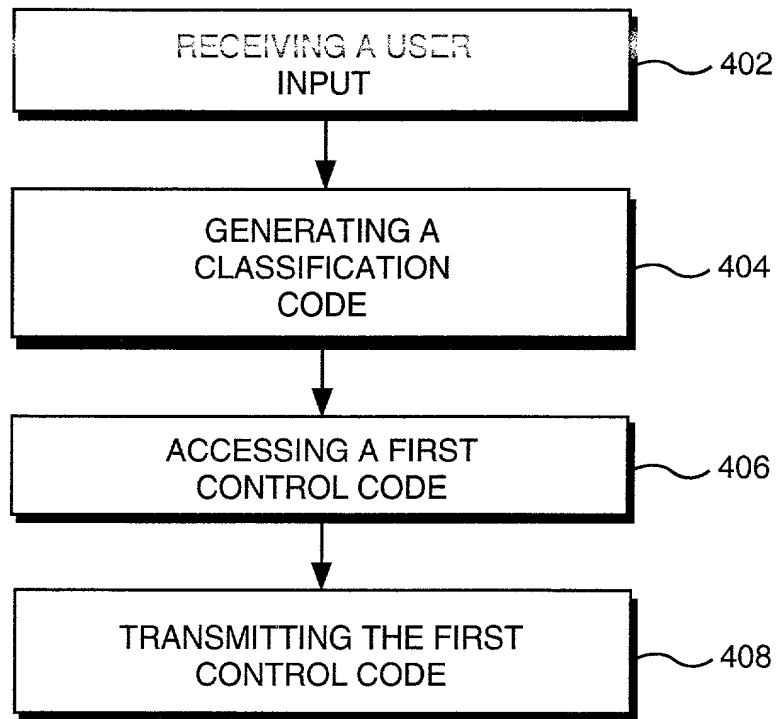 RECEIVING A USER
INPUT
402
GENERATING A
CLASSIFICATION
CODE
404
ACCESSING A FIRST
CONTROL CODE
406
TRANSMITTING THE FIRST
CONTROL CODE
408